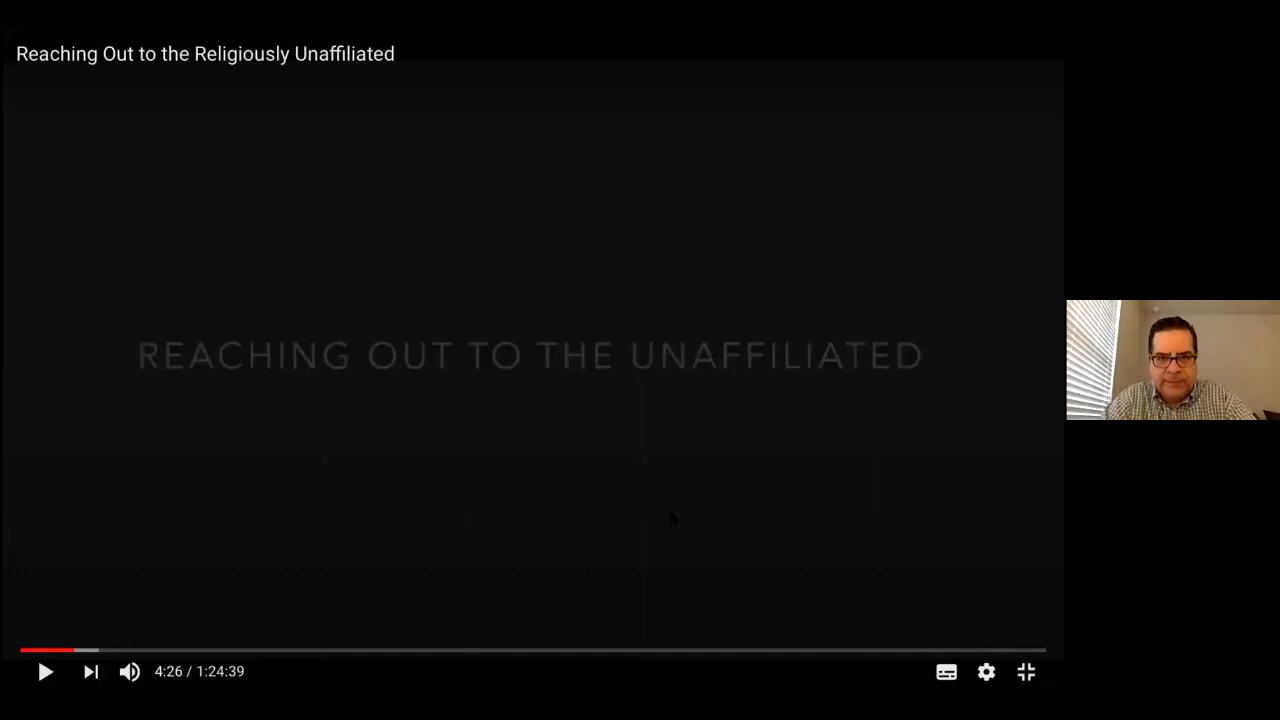 Reaching Out to the Religiously Unaffiliated
REACHING OUT TO THE UNAFFILIATED
4:26 / 1:24:39